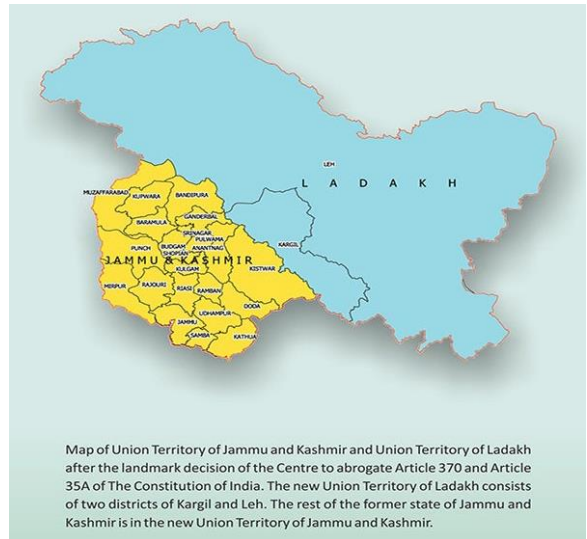 LEH
L A D A K H
MUZAFFARABAD
KUPWARA
BANDIPURA
GANDERBAL
BARAMULA
SRINAGAR
PULWAMA
KARGIL
PUNCH
BUDGAM
ANANTNAG
SHOPIAN
JAMMU & KASHMIR
KULGAM
KISTWAR
MIRPUR
RAJOURI
RIASI
RAMBAN
DODA
UDHAMPUR
JAMMU
SAMBA
KATHUA
Map of Union Territory of Jammu and Kashmir and Union Territory of Ladakh
after the landmark decision of the Centre to abrogate Article 370 and Article
35A of The Constitution of India. The new Union Territory of Ladakh consists
of two districts of Kargil and Leh. The rest of the former state of Jammu and
Kashmir is in the new Union Territory of Jammu and Kashmir.